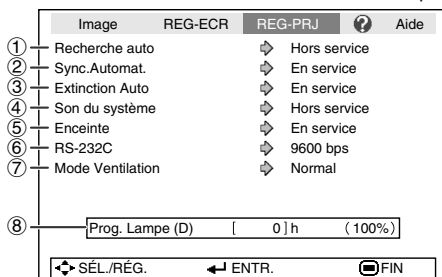 Image REG-ECR REG-PRJ ? Aide
① Recherche auto Hors service
② Sync.Automat. En service
③ Extinction Auto En service
④ Son du système Hors service
⑤ Enceinte En service
⑥ RS-232C 9600 bps
⑦ Mode Ventilation Normal
⑧ Prog. Lampe (D) [ 0] h (100%)
SÉL./RÉG. ENTR. FIN